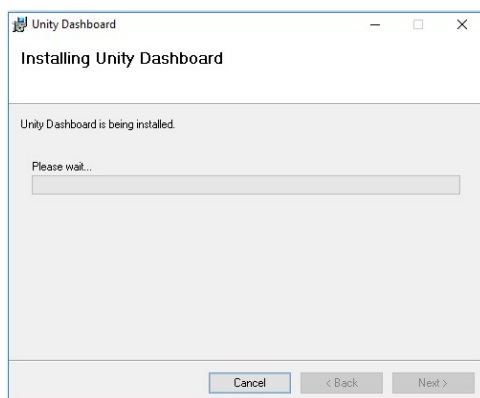 Unity Dashboard
Installing Unity Dashboard
Unity Dashboard is being installed.
Please wait...
Cancel
< Back
Next >